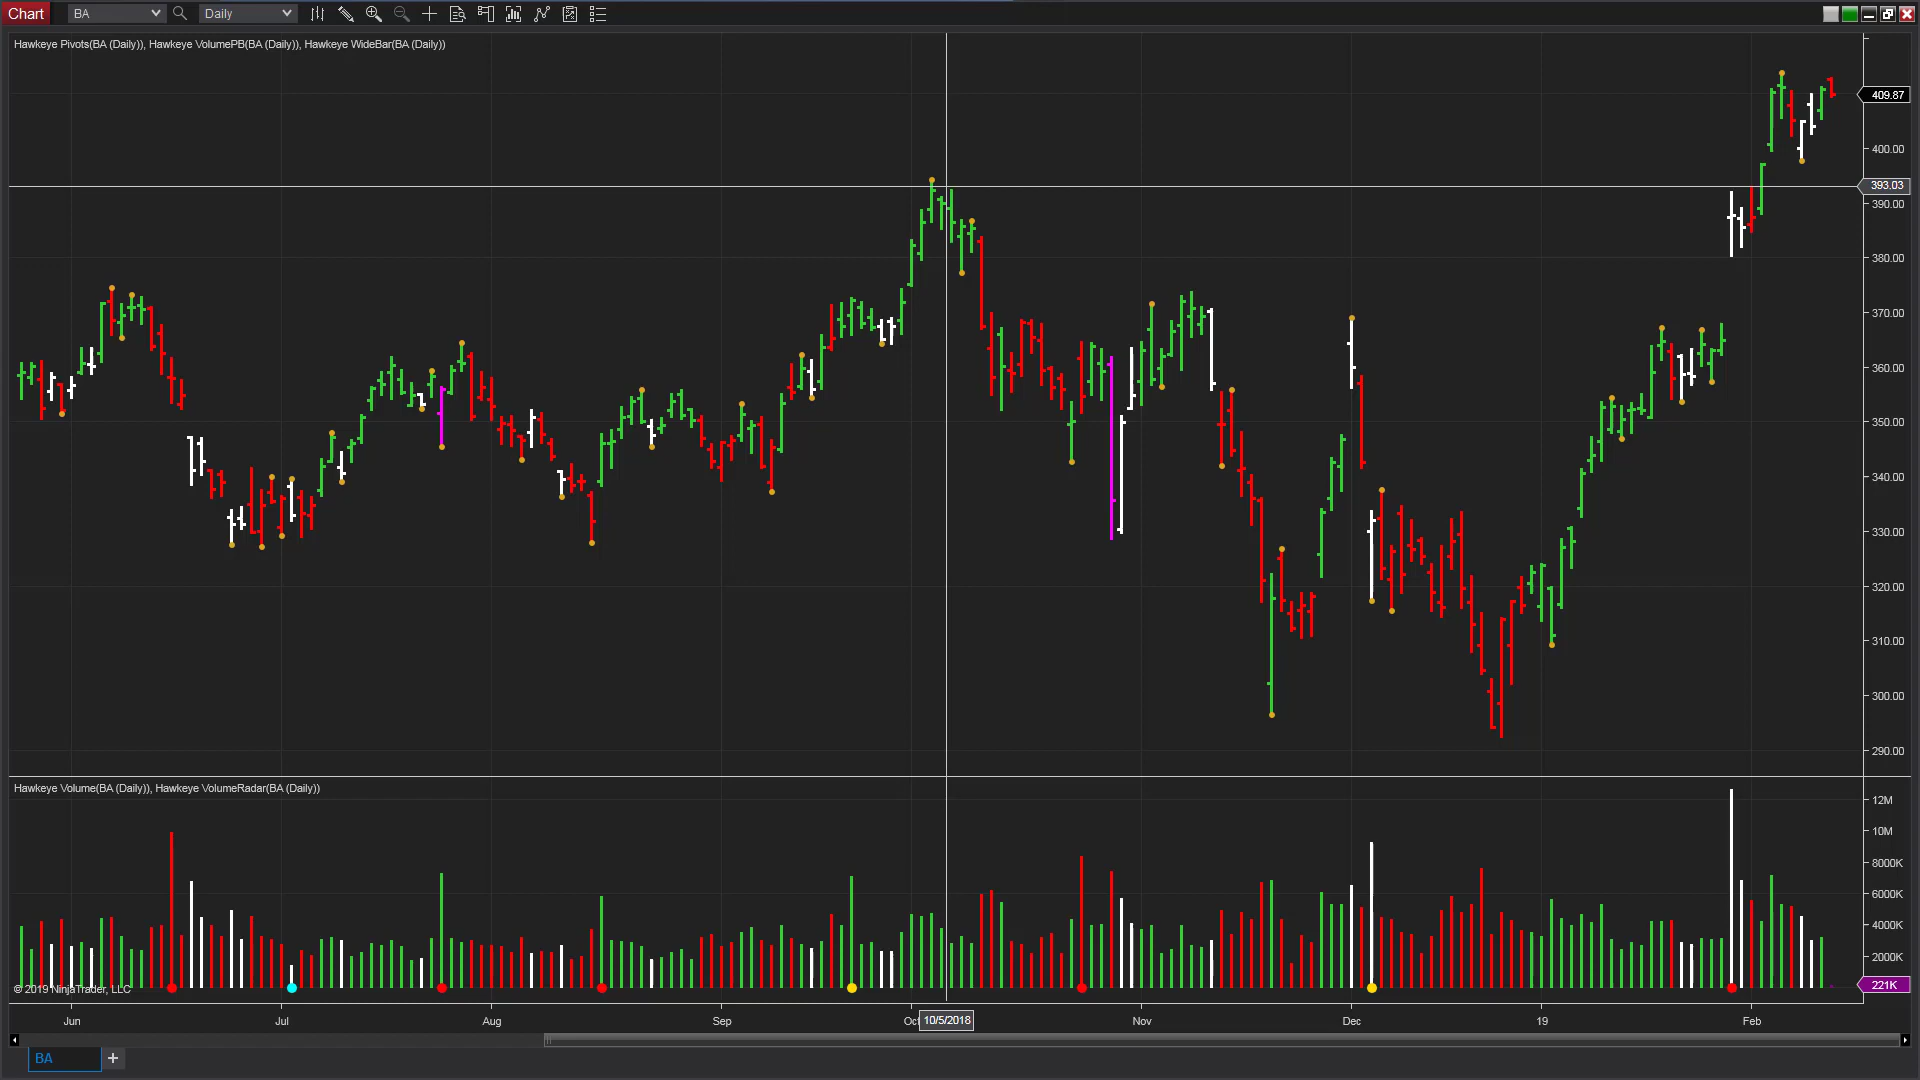 Chart BA Daily
Hawkeye Pivots(BA (Daily)), Hawkeye VolumePB(BA (Daily)), Hawkeye WideBar(BA (Daily))
409.87
400.00
393.03
390.00
380.00
370.00
360.00
350.00
340.00
330.00
320.00
310.00
300.00
290.00
Hawkeye Volume(BA (Daily)), Hawkeye VolumeRadar(BA (Daily))
12M
10M
8000K
6000K
4000K
2000K
221K
© 2019 NinjaTrader, LLC
Jun Jul Aug Sep Oct 10/5/2018 Nov Dec 19 Feb
BA +